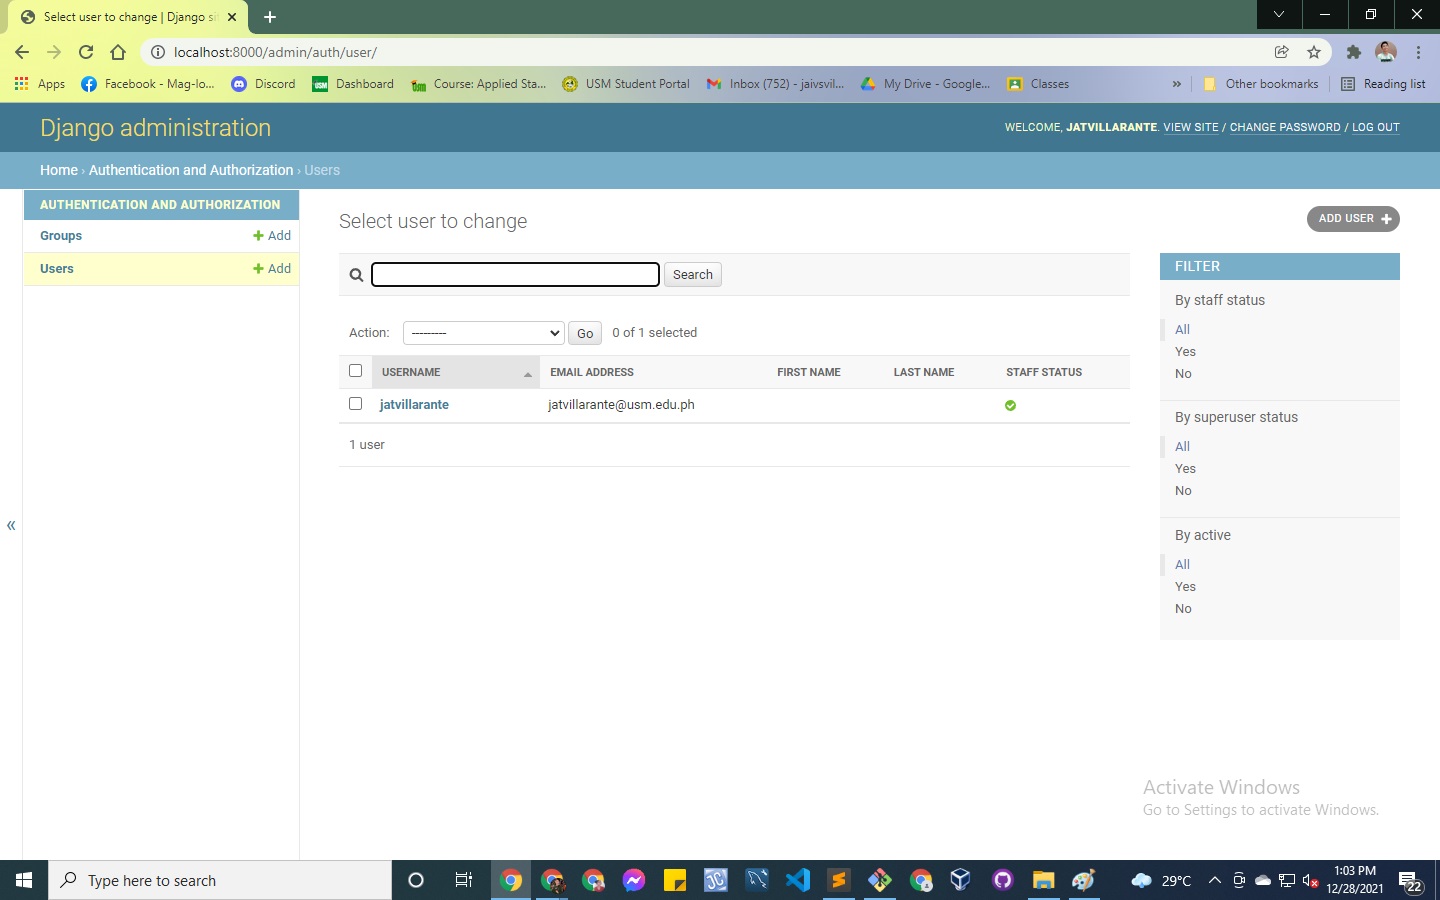 Select user to change | Django si
localhost:8000/admin/auth/user/
Apps
Facebook - Mag-lo...
Discord
Dashboard
Course: Applied Sta...
USM Student Portal
Inbox (752) - jaivsvil...
My Drive - Google...
Classes
»
Other bookmarks
Reading list
Django administration
WELCOME, JATVILLARANTE. VIEW SITE / CHANGE PASSWORD / LOG OUT
Home › Authentication and Authorization › Users
AUTHENTICATION AND AUTHORIZATION
Groups
Add
Users
Add
«
Select user to change
ADD USER
Search
Action:
---------
Go
0 of 1 selected
USERNAME
EMAIL ADDRESS
FIRST NAME
LAST NAME
STAFF STATUS
jatvillarante
jatvillarante@usm.edu.ph
1 user
FILTER
By staff status
All
Yes
No
By superuser status
All
Yes
No
By active
All
Yes
No
Activate Windows
Go to Settings to activate Windows.
Type here to search
29°C
1:03 PM
12/28/2021
22